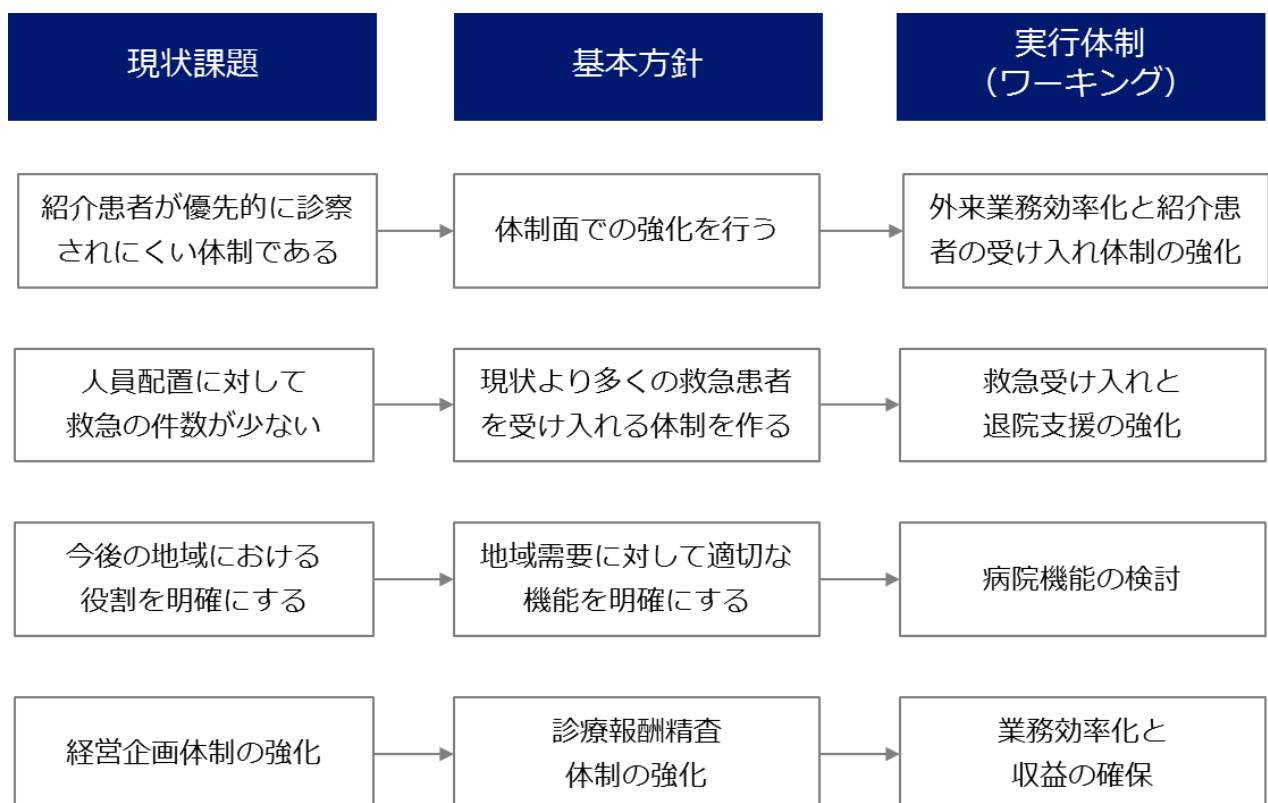 現状課題
基本方針
実行体制
（ワーキング）
紹介患者が優先的に診察
されにくい体制である
体制面での強化を行う
外来業務効率化と紹介患
者の受け入れ体制の強化
人員配置に対して
救急の件数が少ない
現状より多くの救急患者
を受け入れる体制を作る
救急受け入れと
退院支援の強化
今後の地域における
役割を明確にする
地域需要に対して適切な
機能を明確にする
病院機能の検討
経営企画体制の強化
診療報酬精査
体制の強化
業務効率化と
収益の確保